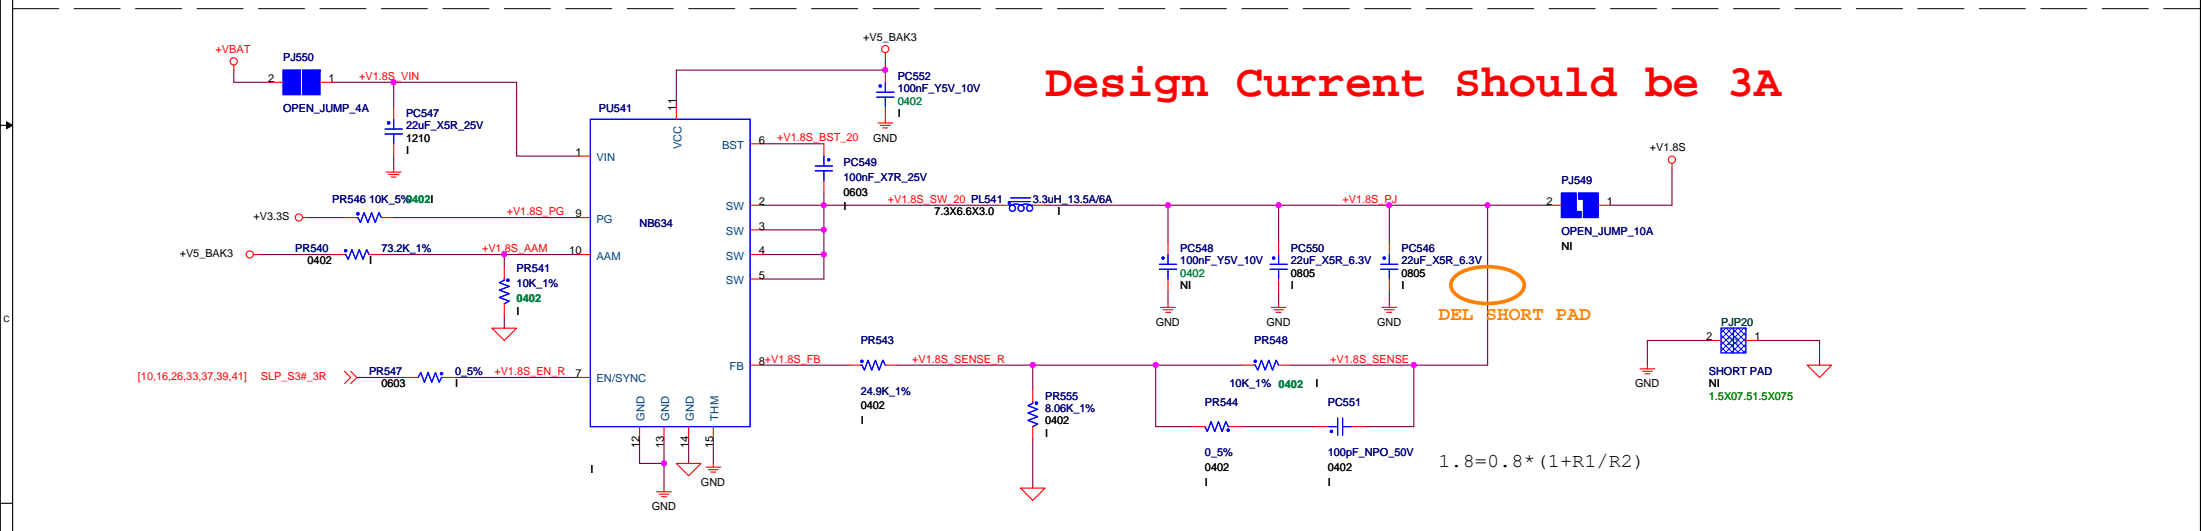 +V5_BAK3
+VBAT
PJ550
2
1
+V1.8S_VIN
OPEN_JUMP_4A
PC547
22uF_X5R_25V
1210
I
PU541
11
VCC
PC552
100nF_Y5V_10V
0402
I
GND
Design Current Should be 3A
1
VIN
BST
6
+V1.8S_BST_20
PC549
100nF_X7R_25V
0603
I
PR546 10K_5%
0402
I
+V3.3S
+V1.8S_PG
9
PG
NB634
SW
2
SW
3
SW
4
SW
5
+V1.8S_SW_20
PL541
3.3uH_13.5A/6A
7.3X6.6X3.0
I
+V1.8S_PJ
+V1.8S
PJ549
2
1
OPEN_JUMP_10A
NI
+V5_BAK3
PR540
0402
73.2K_1%
I
+V1.8S_AAM
10
AAM
PR541
10K_1%
0402
I
PC548
100nF_Y5V_10V
0402
NI
GND
PC550
22uF_X5R_6.3V
0805
I
GND
PC546
22uF_X5R_6.3V
0805
I
GND
DEL SHORT PAD
C
PJP20
2
1
GND
SHORT PAD
NI
1.5X07.51.5X075
[10,16,26,33,37,39,41]
SLP_S3#_3R
PR547
0603
0_5%
I
+V1.8S_EN_R
7
EN/SYNC
FB
8
+V1.8S_FB
PR543
24.9K_1%
0402
I
+V1.8S_SENSE_R
PR548
10K_1%
0402
I
+V1.8S_SENSE
PR555
8.06K_1%
0402
I
PR544
0_5%
0402
I
PC551
100pF_NPO_50V
0402
I
GND
GND
GND
THM
12
13
14
15
I
GND
GND
1.8=0.8*(1+R1/R2)